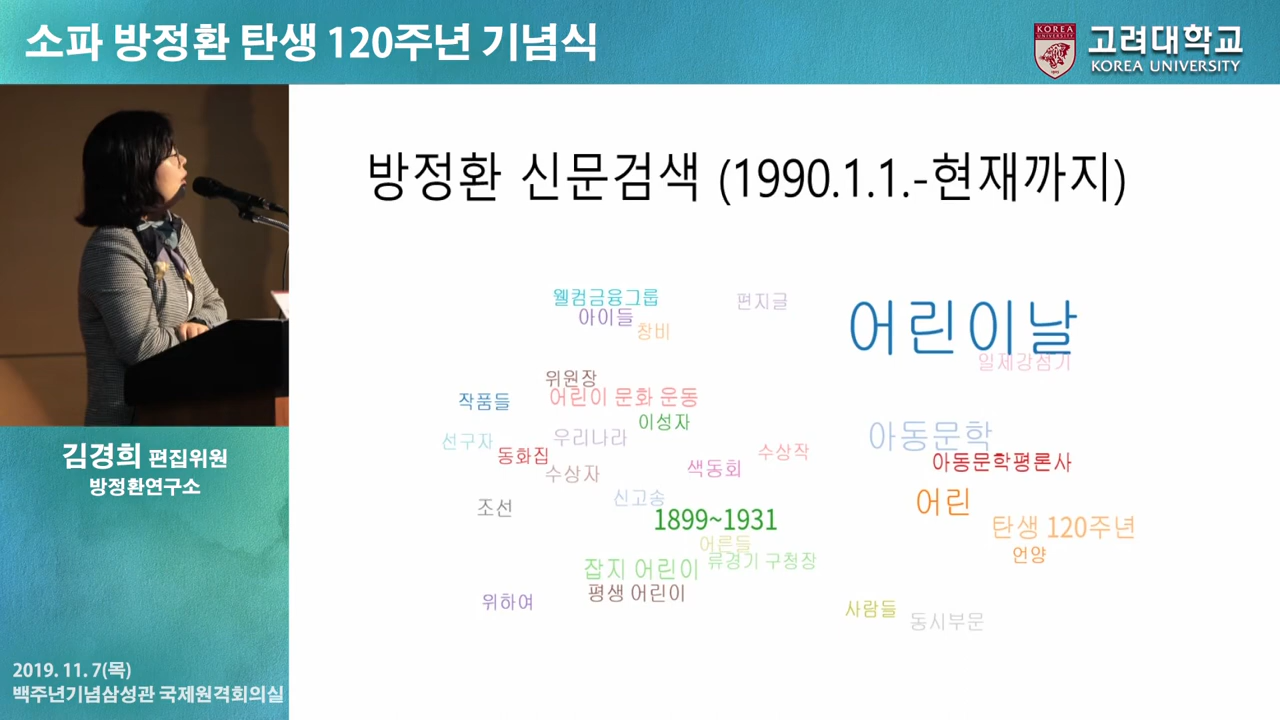 소파 방정환 탄생 120주년 기념식
KOREA
UNIVERSITY
1905
고려대학교
KOREA UNIVERSITY
방정환 신문검색 (1990.1.1.-현재까지)
웰컴금융그룹
편지글
어린이날
아이들
창비
일제강점기
위원장
어린이 문화 운동
작품들
이성자
아동문학
선구자
우리나라
동화집
수상작
아동문학평론사
수상자
색동회
조선
신고송
어린
1899~1931
탄생 120주년
어른들
언양
잡지 어린이
류경기 구청장
평생 어린이
위하여
사람들
동시부문
김경희 편집위원
방정환연구소
2019. 11. 7(목)
백주년기념삼성관 국제원격회의실